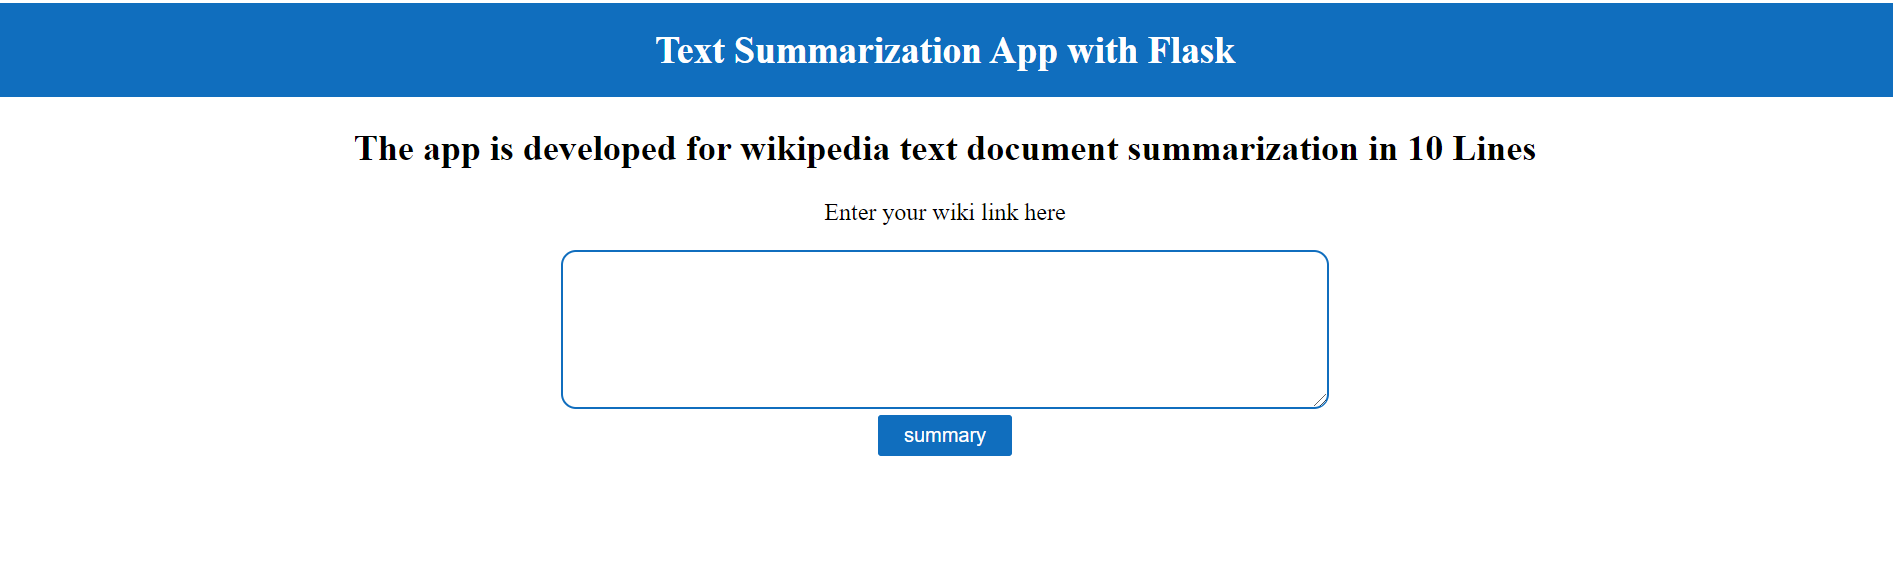 Text Summarization App with Flask
The app is developed for wikipedia text document summarization in 10 Lines
Enter your wiki link here
summary